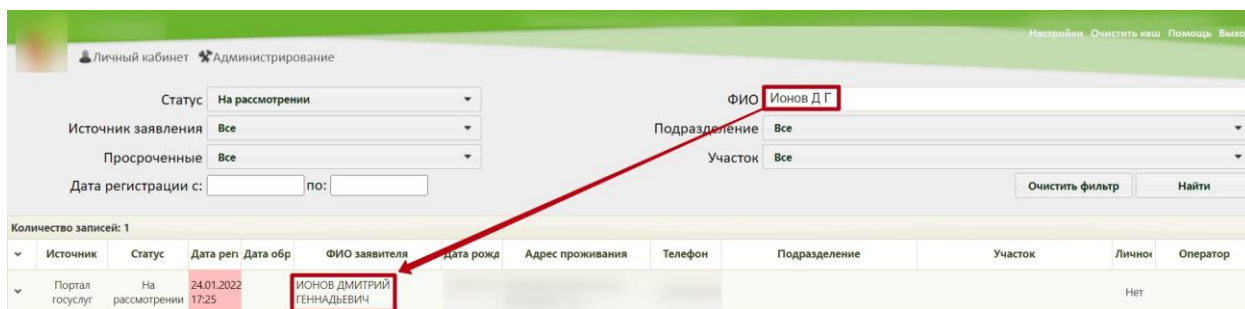 Настройки Очистить кеш Помощь
Личный кабинет Администрирование
Статус На рассмотрении ФИО Ионов Д Г
Источник заявления Все Подразделение Все
Просроченные Все Участок Все
Дата регистрации с: по: Очистить фильтр Найти
Количество записей: 1
Источник Статус Дата рег Дата обр ФИО заявителя Дата рожд Адрес проживания Телефон Подразделение Участок Лично Оператор
Портал На 24.01.2022 ИОНОВ ДМИТРИЙ Нет
госуслуг рассмотрении 17:25 ГЕННАДЬЕВИЧ